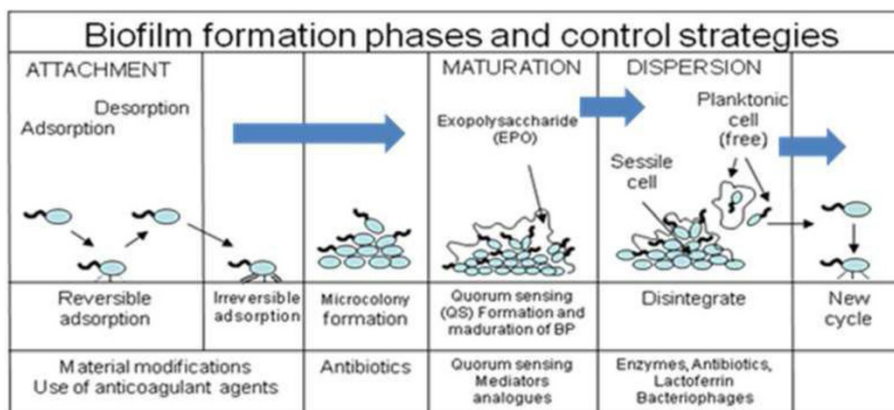 Biofilm formation phases and control strategies
ATTACHMENT
MATURATION
DISPERSION
Desorption
Adsorption
Exopolysaccharide
(EPO)
Planktonic
cell
(free)
Sessile
cell
Reversible
adsorption
Irreversible
adsorption
Microcolony
formation
Quorum sensing
(QS) Formation and
maduration of BP
Disintegrate
New
cycle
Material modifications
Use of anticoagulant agents
Antibiotics
Quorum sensing
Mediators
analogues
Enzymes, Antibiotics,
Lactoferrin
Bacteriophages